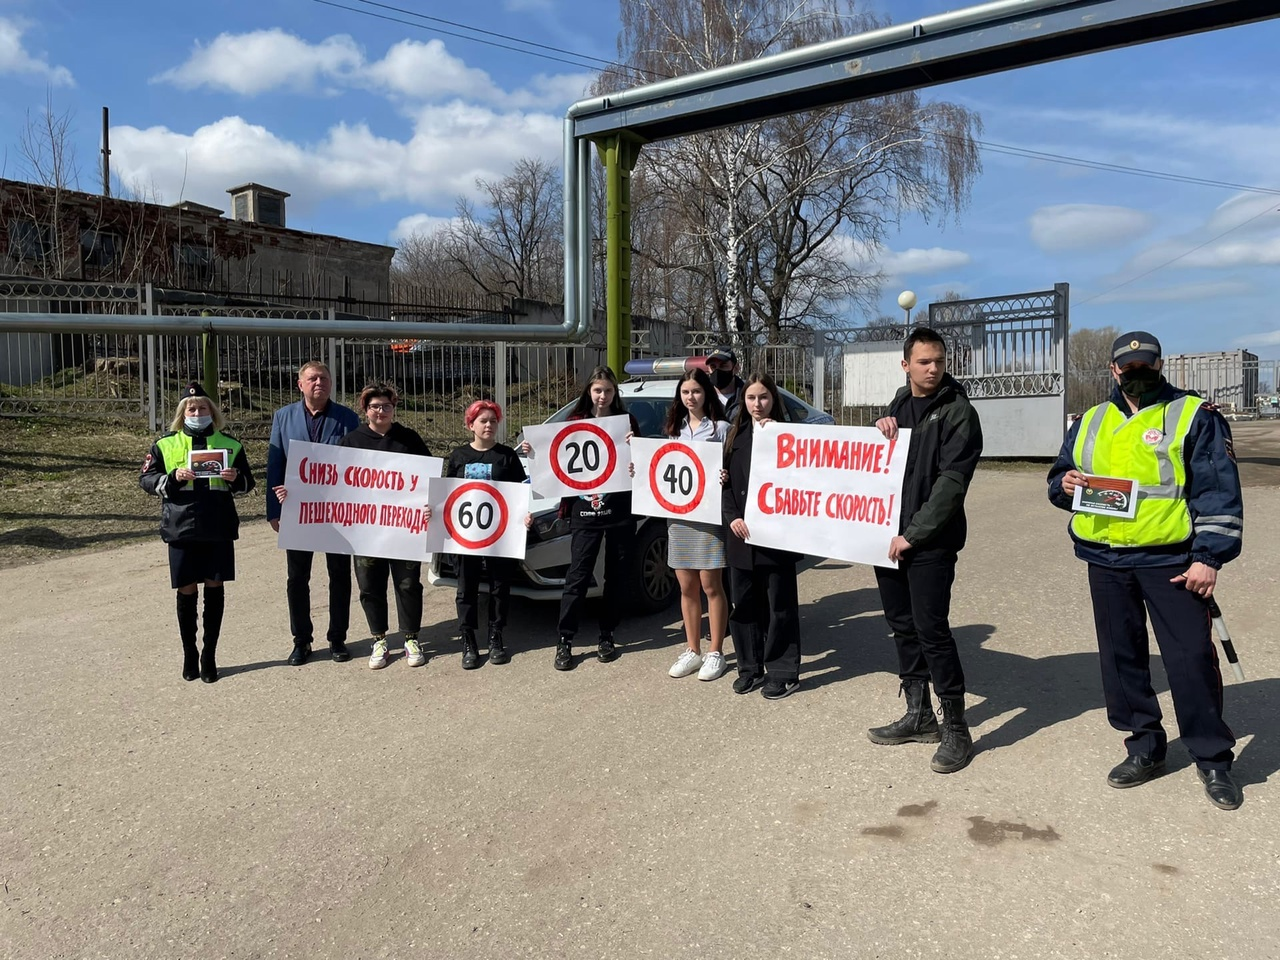 Снизь скорость у
пешеходного перехода
60
20
40
Внимание!
Сбавьте скорость!